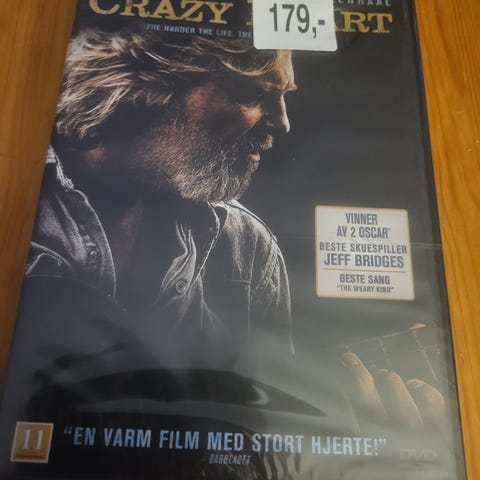 CRAZY
179,-
THE HARDER THE LIFE, THE
VINNER
AV 2 OSCAR*
BESTE SKUESPILLER
JEFF BRIDGES
BESTE SANG
"THE WEARY KIND"
11
"EN VARM FILM MED STORT HJERTE!"
- DAGBLADET
DVD